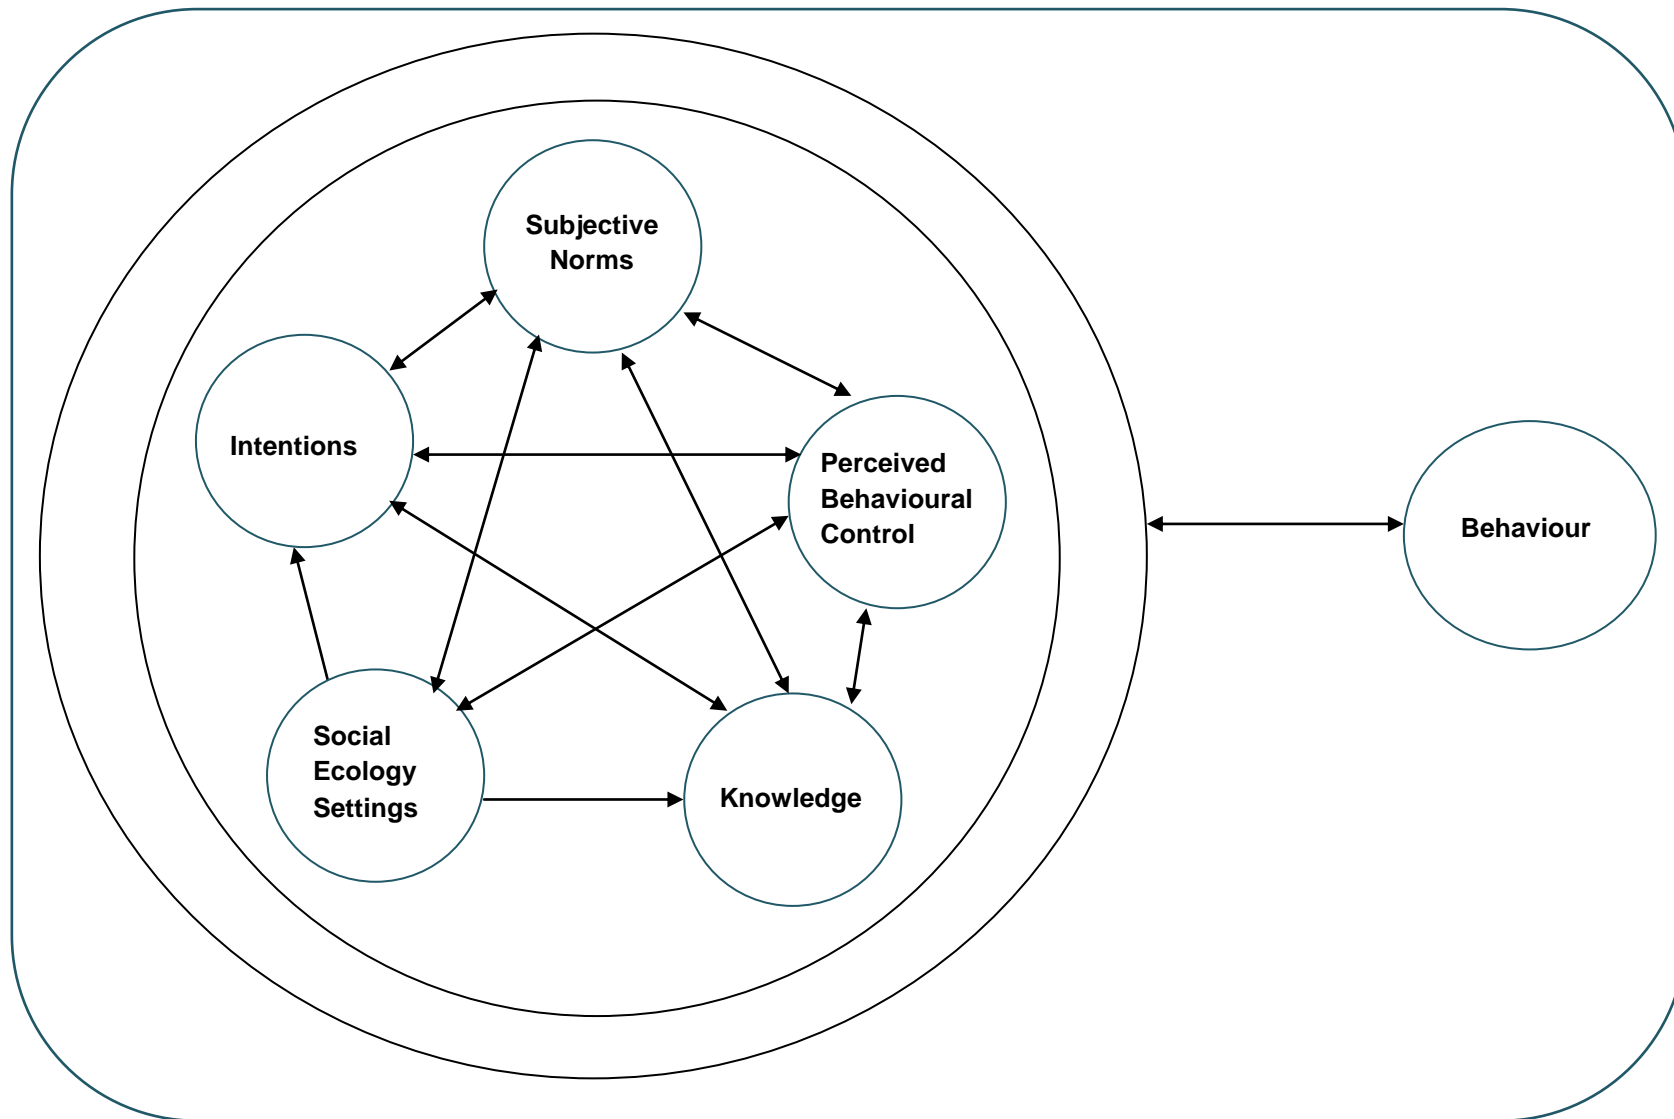 Subjective
Norms
Intentions
Perceived
Behavioural
Control
Behaviour
Social
Ecology
Settings
Knowledge